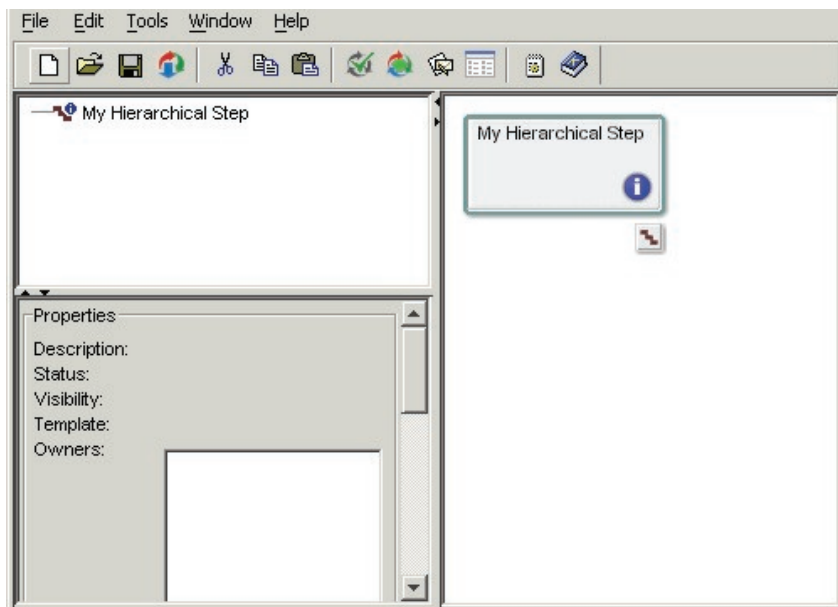 File Edit Tools Window Help
My Hierarchical Step
My Hierarchical Step
Properties
Description:
Status:
Visibility:
Template:
Owners: